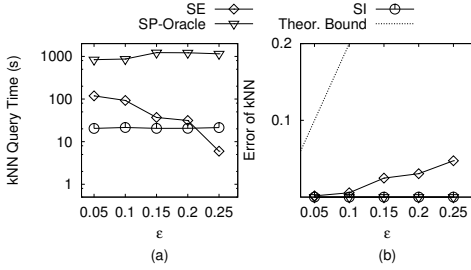 SE
SP-Oracle
SI
Theor. Bound
kNN Query Time (s)
1000
100
10
1
0.05 0.1 0.15 0.2 0.25
ε
(a)
Error of kNN
0.2
0.1
0.05 0.1 0.15 0.2 0.25
ε
(b)